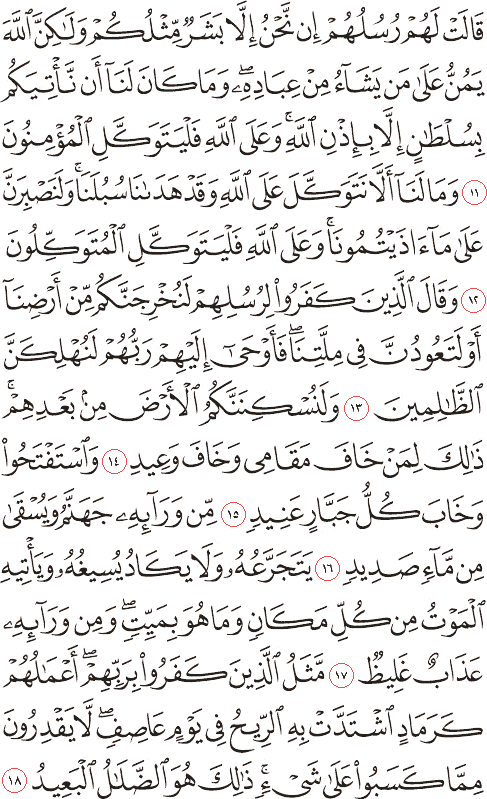 قَالَتْ لَهُمْ رُسُلُهُمْ إِن نَّحْنُ إِلَّا بَشَرٌ مِّثْلُكُمْ وَلَٰكِنَّ ٱللَّهَ
يَمُنُّ عَلَىٰ مَن يَشَآءُ مِنْ عِبَادِهِۦۖ وَمَا كَانَ لَنَآ أَن نَّأْتِيَكُم
بِسُلْطَٰنٍ إِلَّا بِإِذْنِ ٱللَّهِۚ وَعَلَى ٱللَّهِ فَلْيَتَوَكَّلِ ٱلْمُؤْمِنُونَ
١١ وَمَا لَنَآ أَلَّا نَتَوَكَّلَ عَلَى ٱللَّهِ وَقَدْ هَدَىٰنَا سُبُلَنَاۚ وَلَنَصْبِرَنَّ
عَلَىٰ مَآ ءَاذَيْتُمُونَاۚ وَعَلَى ٱللَّهِ فَلْيَتَوَكَّلِ ٱلْمُتَوَكِّلُونَ
١٢ وَقَالَ ٱلَّذِينَ كَفَرُوا۟ لِرُسُلِهِمْ لَنُخْرِجَنَّكُم مِّنْ أَرْضِنَآ
أَوْ لَتَعُودُنَّ فِى مِلَّتِنَاۖ فَأَوْحَىٰٓ إِلَيْهِمْ رَبُّهُمْ لَنُهْلِكَنَّ
ٱلظَّٰلِمِينَ ١٣ وَلَنُسْكِنَنَّكُمُ ٱلْأَرْضَ مِنۢ بَعْدِهِمْۚ
ذَٰلِكَ لِمَنْ خَافَ مَقَامِى وَخَافَ وَعِيدِ ١٤ وَٱسْتَفْتَحُوا۟
وَخَابَ كُلُّ جَبَّارٍ عَنِيدٍ ١٥ مِّن وَرَآئِهِۦ جَهَنَّمُ وَيُسْقَىٰ
مِن مَّآءٍ صَدِيدٍ ١٦ يَتَجَرَّعُهُۥ وَلَا يَكَادُ يُسِيغُهُۥ وَيَأْتِيهِ
ٱلْمَوْتُ مِن كُلِّ مَكَانٍ وَمَا هُوَ بِمَيِّتٍۖ وَمِن وَرَآئِهِۦ
عَذَابٌ غَلِيظٌ ١٧ مَّثَلُ ٱلَّذِينَ كَفَرُوا۟ بِرَبِّهِمْۖ أَعْمَٰلُهُمْ
كَرَمَادٍ ٱشْتَدَّتْ بِهِ ٱلرِّيحُ فِى يَوْمٍ عَاصِفٍۖ لَّا يَقْدِرُونَ
مِمَّا كَسَبُوا۟ عَلَىٰ شَىْءٍۚ ذَٰلِكَ هُوَ ٱلضَّلَٰلُ ٱلْبَعِيدُ ١٨